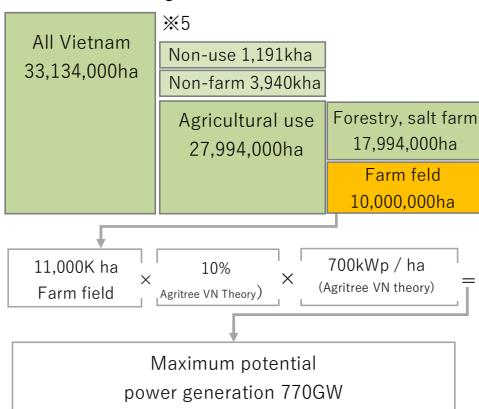 ※5
All Vietnam
33,134,000ha
Non-use 1,191kha
Non-farm 3,940kha
Agricultural use
27,994,000ha
Forestry, salt farm
17,994,000ha
Farm feld
10,000,000ha
11,000K ha
Farm field
×
10%
Agritree VN Theory)
×
700kWp / ha
(Agritree VN theory)
=
Maximum potential
power generation 770GW